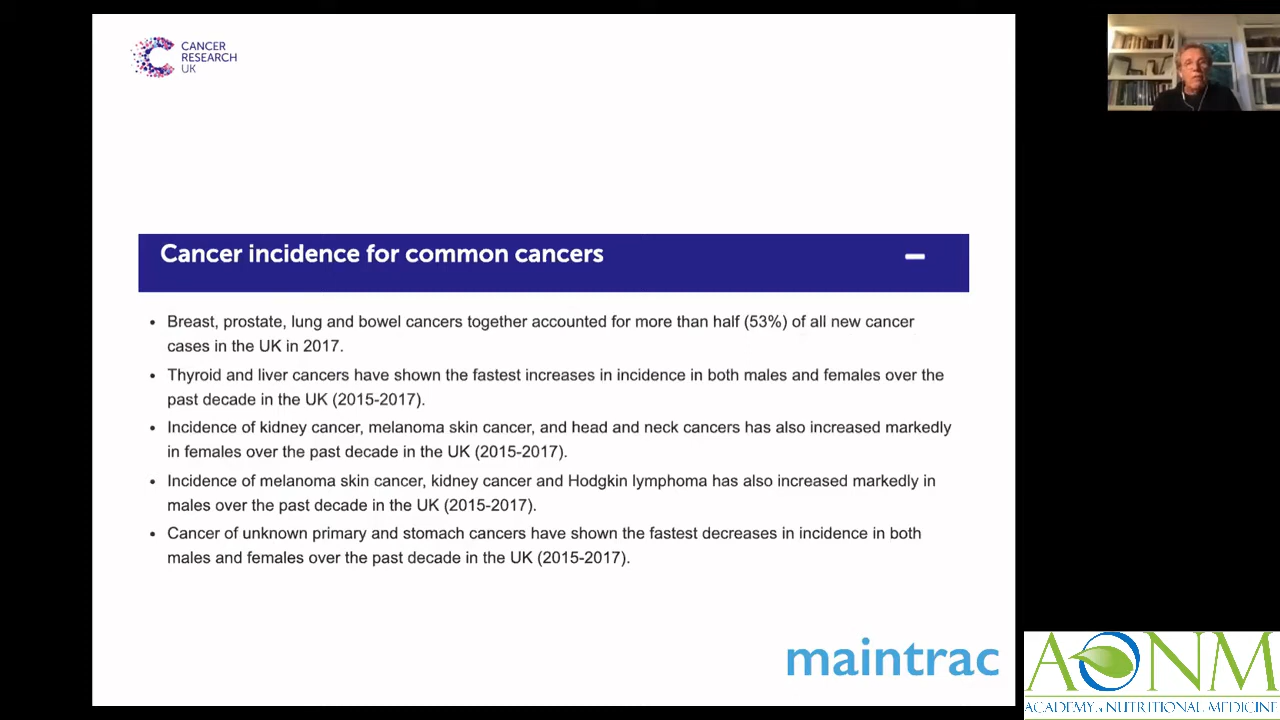 CANCER
RESEARCH
UK
Cancer incidence for common cancers
• Breast, prostate, lung and bowel cancers together accounted for more than half (53%) of all new cancer
cases in the UK in 2017.
• Thyroid and liver cancers have shown the fastest increases in incidence in both males and females over the
past decade in the UK (2015-2017).
• Incidence of kidney cancer, melanoma skin cancer, and head and neck cancers has also increased markedly
in females over the past decade in the UK (2015-2017).
• Incidence of melanoma skin cancer, kidney cancer and Hodgkin lymphoma has also increased markedly in
males over the past decade in the UK (2015-2017).
• Cancer of unknown primary and stomach cancers have shown the fastest decreases in incidence in both
males and females over the past decade in the UK (2015-2017).
maintrac
AONM
ACADEMY of NUTRITIONAL MEDICINE